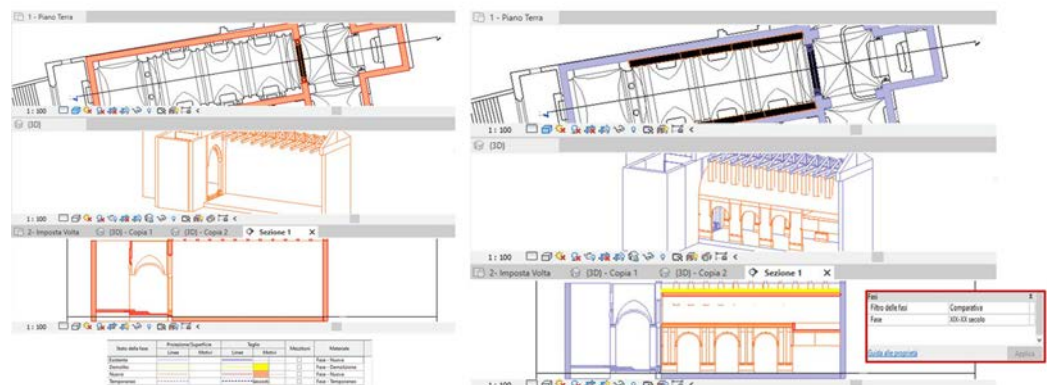 1 - Piano Terra
1 : 100
{3D}
1 : 100
2- Imposta Volta
{3D} - Copia 1
{3D} - Copia 2
Sezione 1
X
1 : 100
Stato della fase
Proiezione/Superficie
Taglio
Mezzitoni
Materiale
Linee
Motivi
Linee
Motivi
Esistente
Fase - Nuova
Demolito
Fase - Demolizione
Nuovo
Fase - Nuova
Temporaneo
Fase - Temporaneo
1 - Piano Terra
1 : 100
{3D}
1 : 100
2- Imposta Volta
{3D} - Copia 1
{3D} - Copia 2
Sezione 1
X
Fasi
Filtro delle fasi
Comparativo
Fase
XIX-XX secolo
Guida alle proprietà
Applica
1 : 100